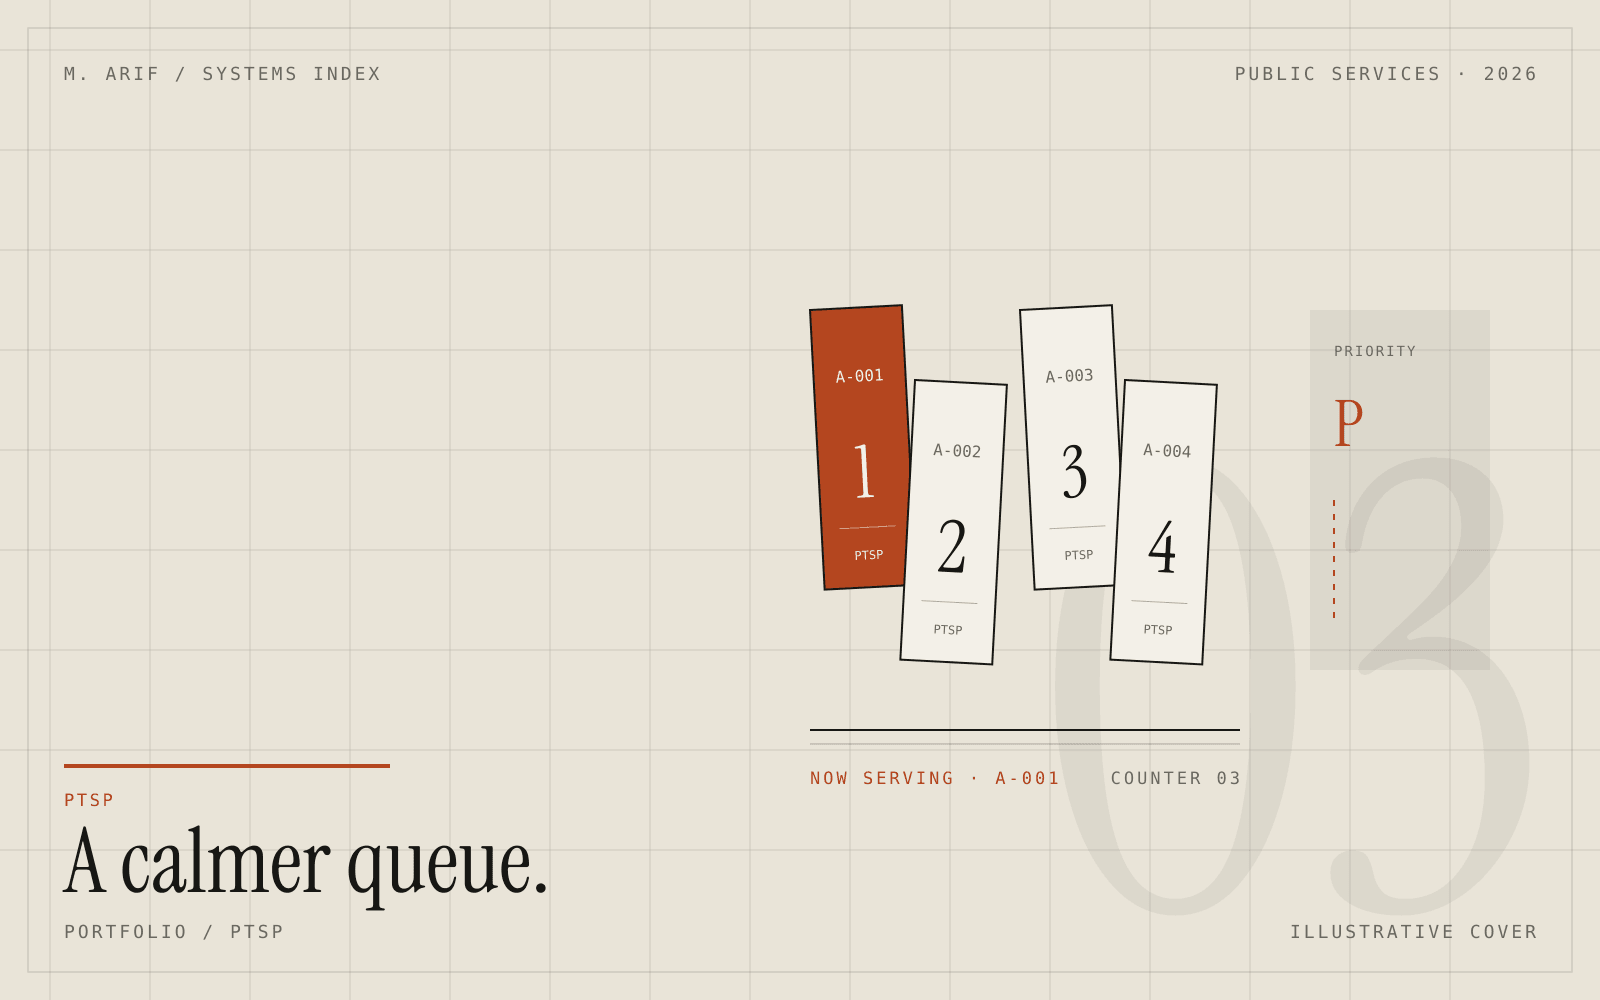 M. ARIF / SYSTEMS INDEX
PUBLIC SERVICES · 2026
A-001
1
PTSP
A-002
2
PTSP
A-003
3
PTSP
A-004
4
PTSP
PRIORITY
P
03
NOW SERVING · A-001
COUNTER 03
PTSP
A calmer queue.
PORTFOLIO / PTSP
ILLUSTRATIVE COVER